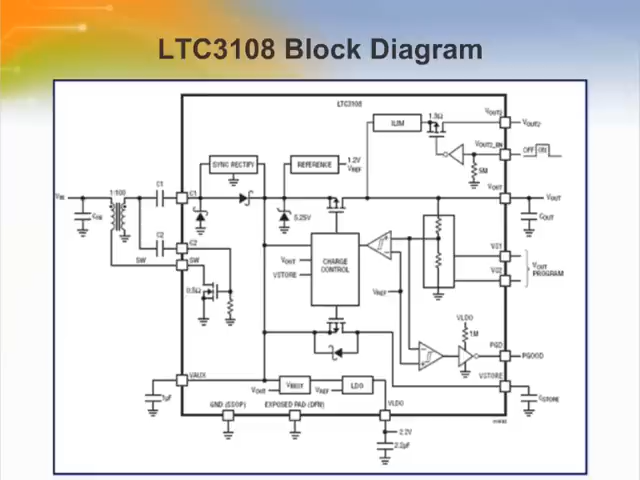 LTC3108 Block Diagram
LTC3108
VOUT2
1.3Ω
ILIM
VOUT2
VOUT2_EN
OFF ON
SYNC RECTIFY
REFERENCE
1.2V
VREF
5M
1:100
C1
C1
VOUT
VIN
VOUT
CIN
5.25V
COUT
C2
C2
SW
SW
VOUT
CHARGE
CONTROL
VSTORE
VS1
VS2
VOUT
PROGRAM
0.5Ω
VREF
VLDO
1M
PGD
PGOOD
VAUX
VSTORE
1µF
VOUT
VREF
LDO
CSTORE
GND (SSOP)
EXPOSED PAD (DFN)
VLDO
2.2V
2.2µF